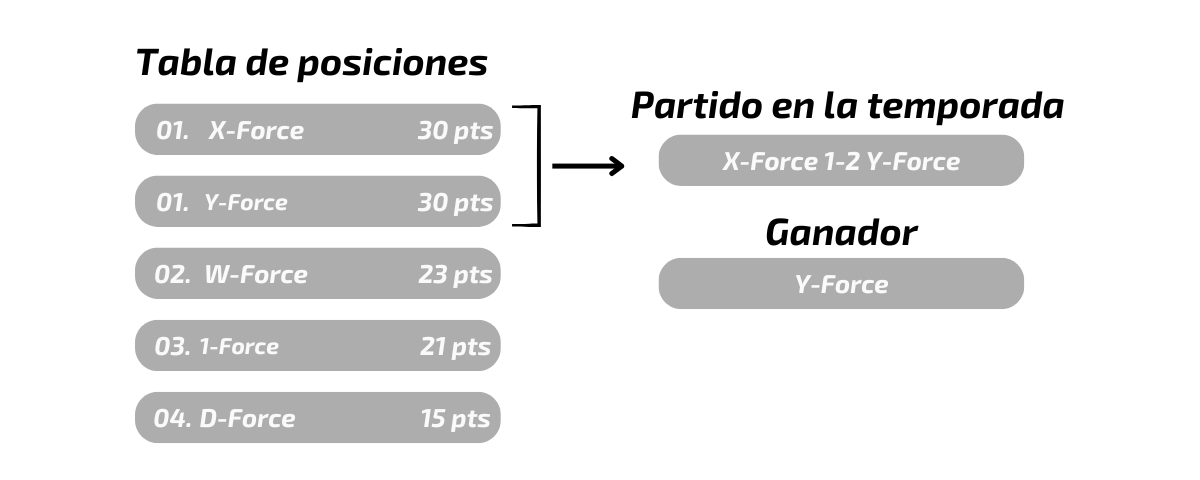 Tabla de posiciones
01. X-Force 30 pts
01. Y-Force 30 pts
02. W-Force 23 pts
03. 1-Force 21 pts
04. D-Force 15 pts
Partido en la temporada
X-Force 1-2 Y-Force
Ganador
Y-Force